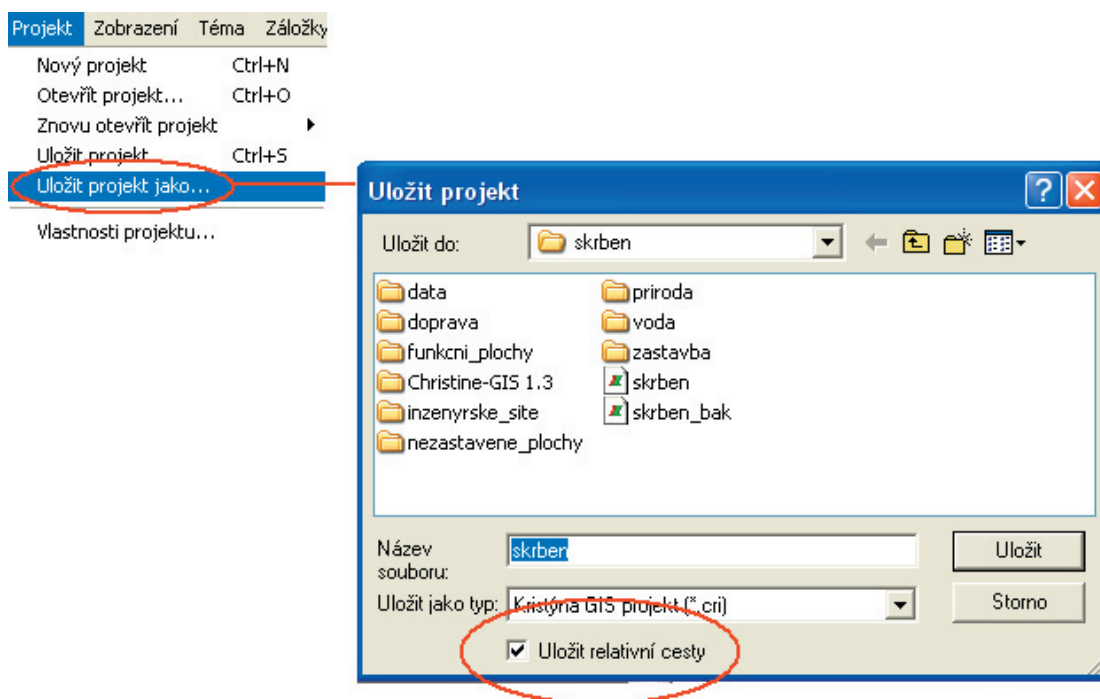 Projekt Zobrazení Téma Záložky
Nový projekt Ctrl+N
Otevřít projekt... Ctrl+O
Znovu otevřít projekt
Uložit projekt Ctrl+S
Uložit projekt jako...
Vlastnosti projektu...
Uložit projekt
Uložit do: skrben
data
doprava
funkcni_plochy
Christine-GIS 1.3
inzenyrske_site
nezastavene_plochy
priroda
voda
zastavba
skrben
skrben_bak
Název souboru: skrben
Uložit
Uložit jako typ: Kristýna GIS projekt (*.cri)
Storno
Uložit relativní cesty